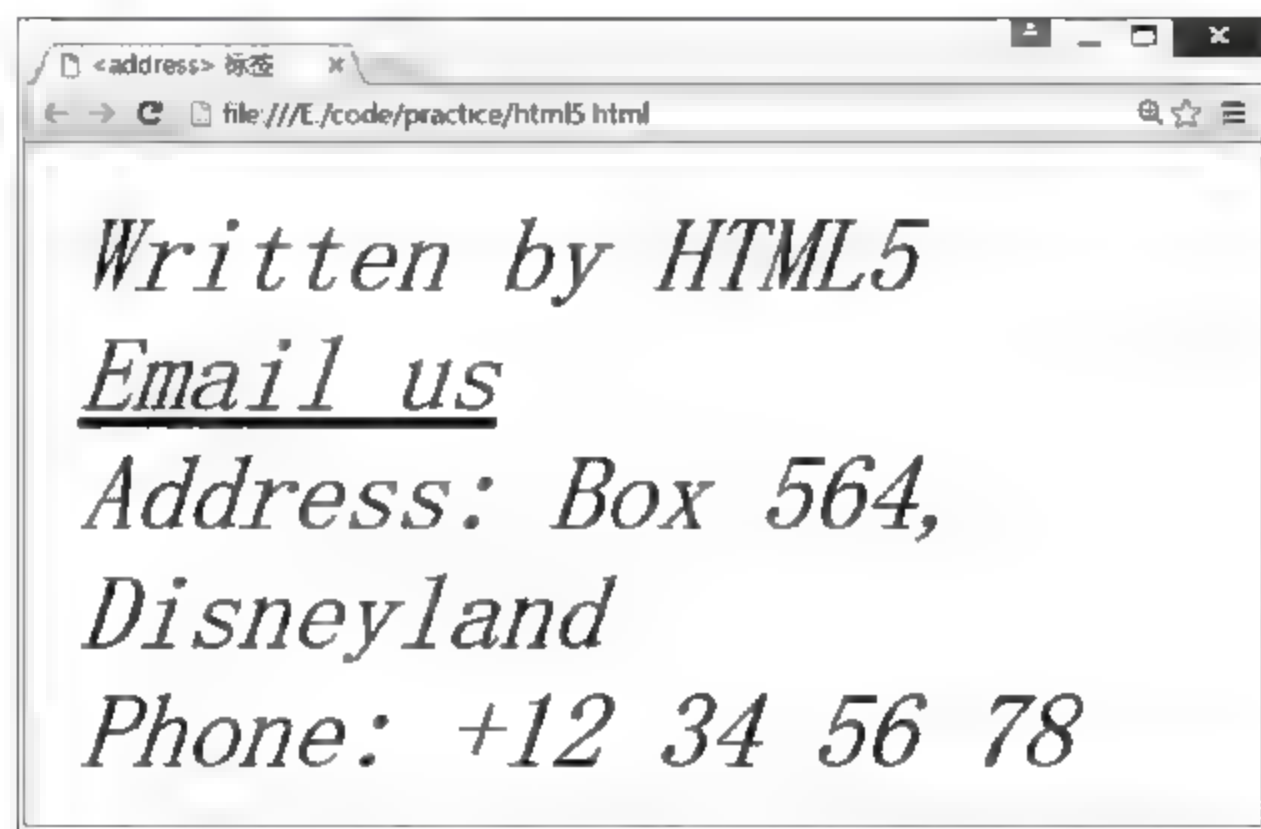 <address> 标签
file:///E:/code/practice/html5.html
Written by HTML5
Email us
Address: Box 564,
Disneyland
Phone: +12 34 56 78